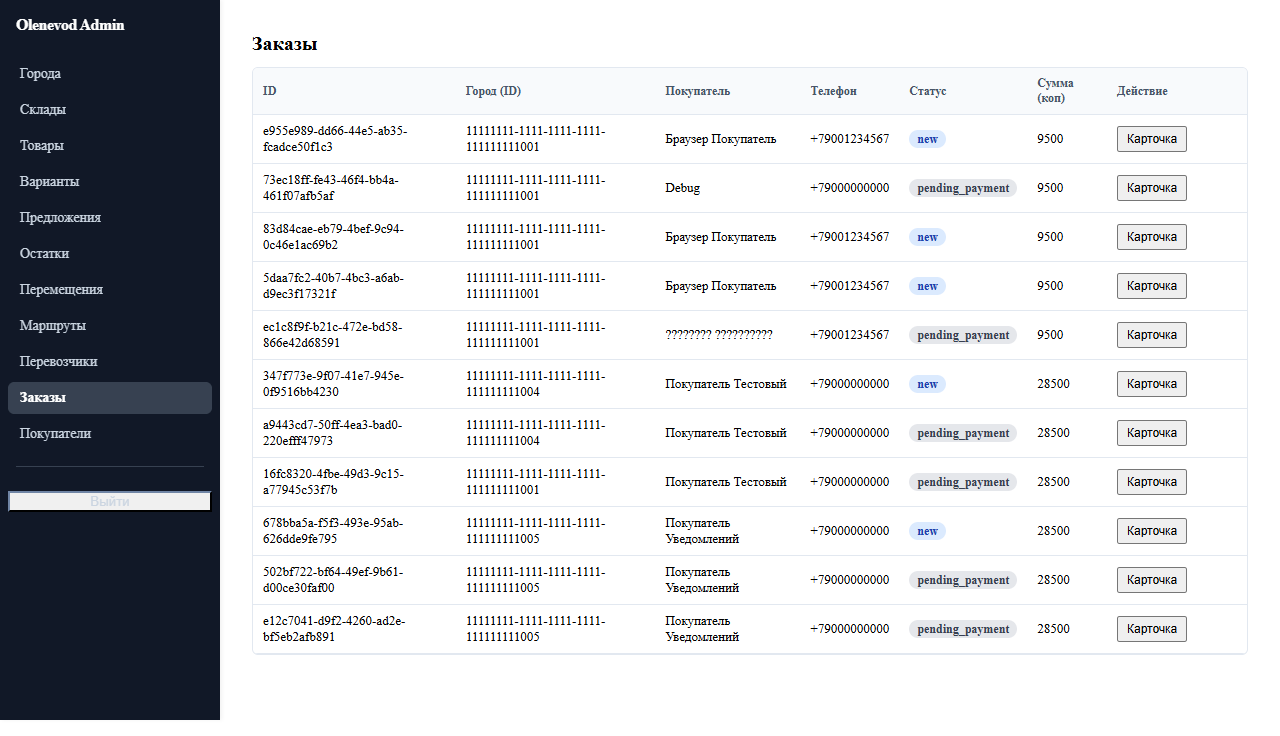 Olenevod Admin
Города
Склады
Товары
Варианты
Предложения
Остатки
Перемещения
Маршруты
Перевозчики
Заказы
Покупатели
Выйти
Заказы
ID Город (ID) Покупатель Телефон Статус Сумма (коп) Действие
e955e989-dd66-44e5-ab35-fcadce50f1c3 11111111-1111-1111-1111-111111111001 Браузер Покупатель +79001234567 new 9500 Карточка
73ec18ff-fe43-46f4-bb4a-461f07afb5af 11111111-1111-1111-1111-111111111001 Debug +79000000000 pending_payment 9500 Карточка
83d84cae-eb79-4bef-9c94-0c46e1ac69b2 11111111-1111-1111-1111-111111111001 Браузер Покупатель +79001234567 new 9500 Карточка
5daa7fc2-40b7-4bc3-a6ab-d9ec3f17321f 11111111-1111-1111-1111-111111111001 Браузер Покупатель +79001234567 new 9500 Карточка
ec1c8f9f-b21c-472e-bd58-866e42d68591 11111111-1111-1111-1111-111111111001 ???????? ?????????? +79001234567 pending_payment 9500 Карточка
347f773e-9f07-41e7-945e-0f9516bb4230 11111111-1111-1111-1111-111111111004 Покупатель Тестовый +79000000000 new 28500 Карточка
a9443cd7-50ff-4ea3-bad0-220efff47973 11111111-1111-1111-1111-111111111004 Покупатель Тестовый +79000000000 pending_payment 28500 Карточка
16fc8320-4fbe-49d3-9c15-a77945c53f7b 11111111-1111-1111-1111-111111111001 Покупатель Тестовый +79000000000 pending_payment 28500 Карточка
678bba5a-f5f3-493e-95ab-626dde9fe795 11111111-1111-1111-1111-111111111005 Покупатель Уведомлений +79000000000 new 28500 Карточка
502bf722-bf64-49ef-9b61-d00ce30faf00 11111111-1111-1111-1111-111111111005 Покупатель Уведомлений +79000000000 pending_payment 28500 Карточка
e12c7041-d9f2-4260-ad2e-bf5eb2afb891 11111111-1111-1111-1111-111111111005 Покупатель Уведомлений +79000000000 pending_payment 28500 Карточка